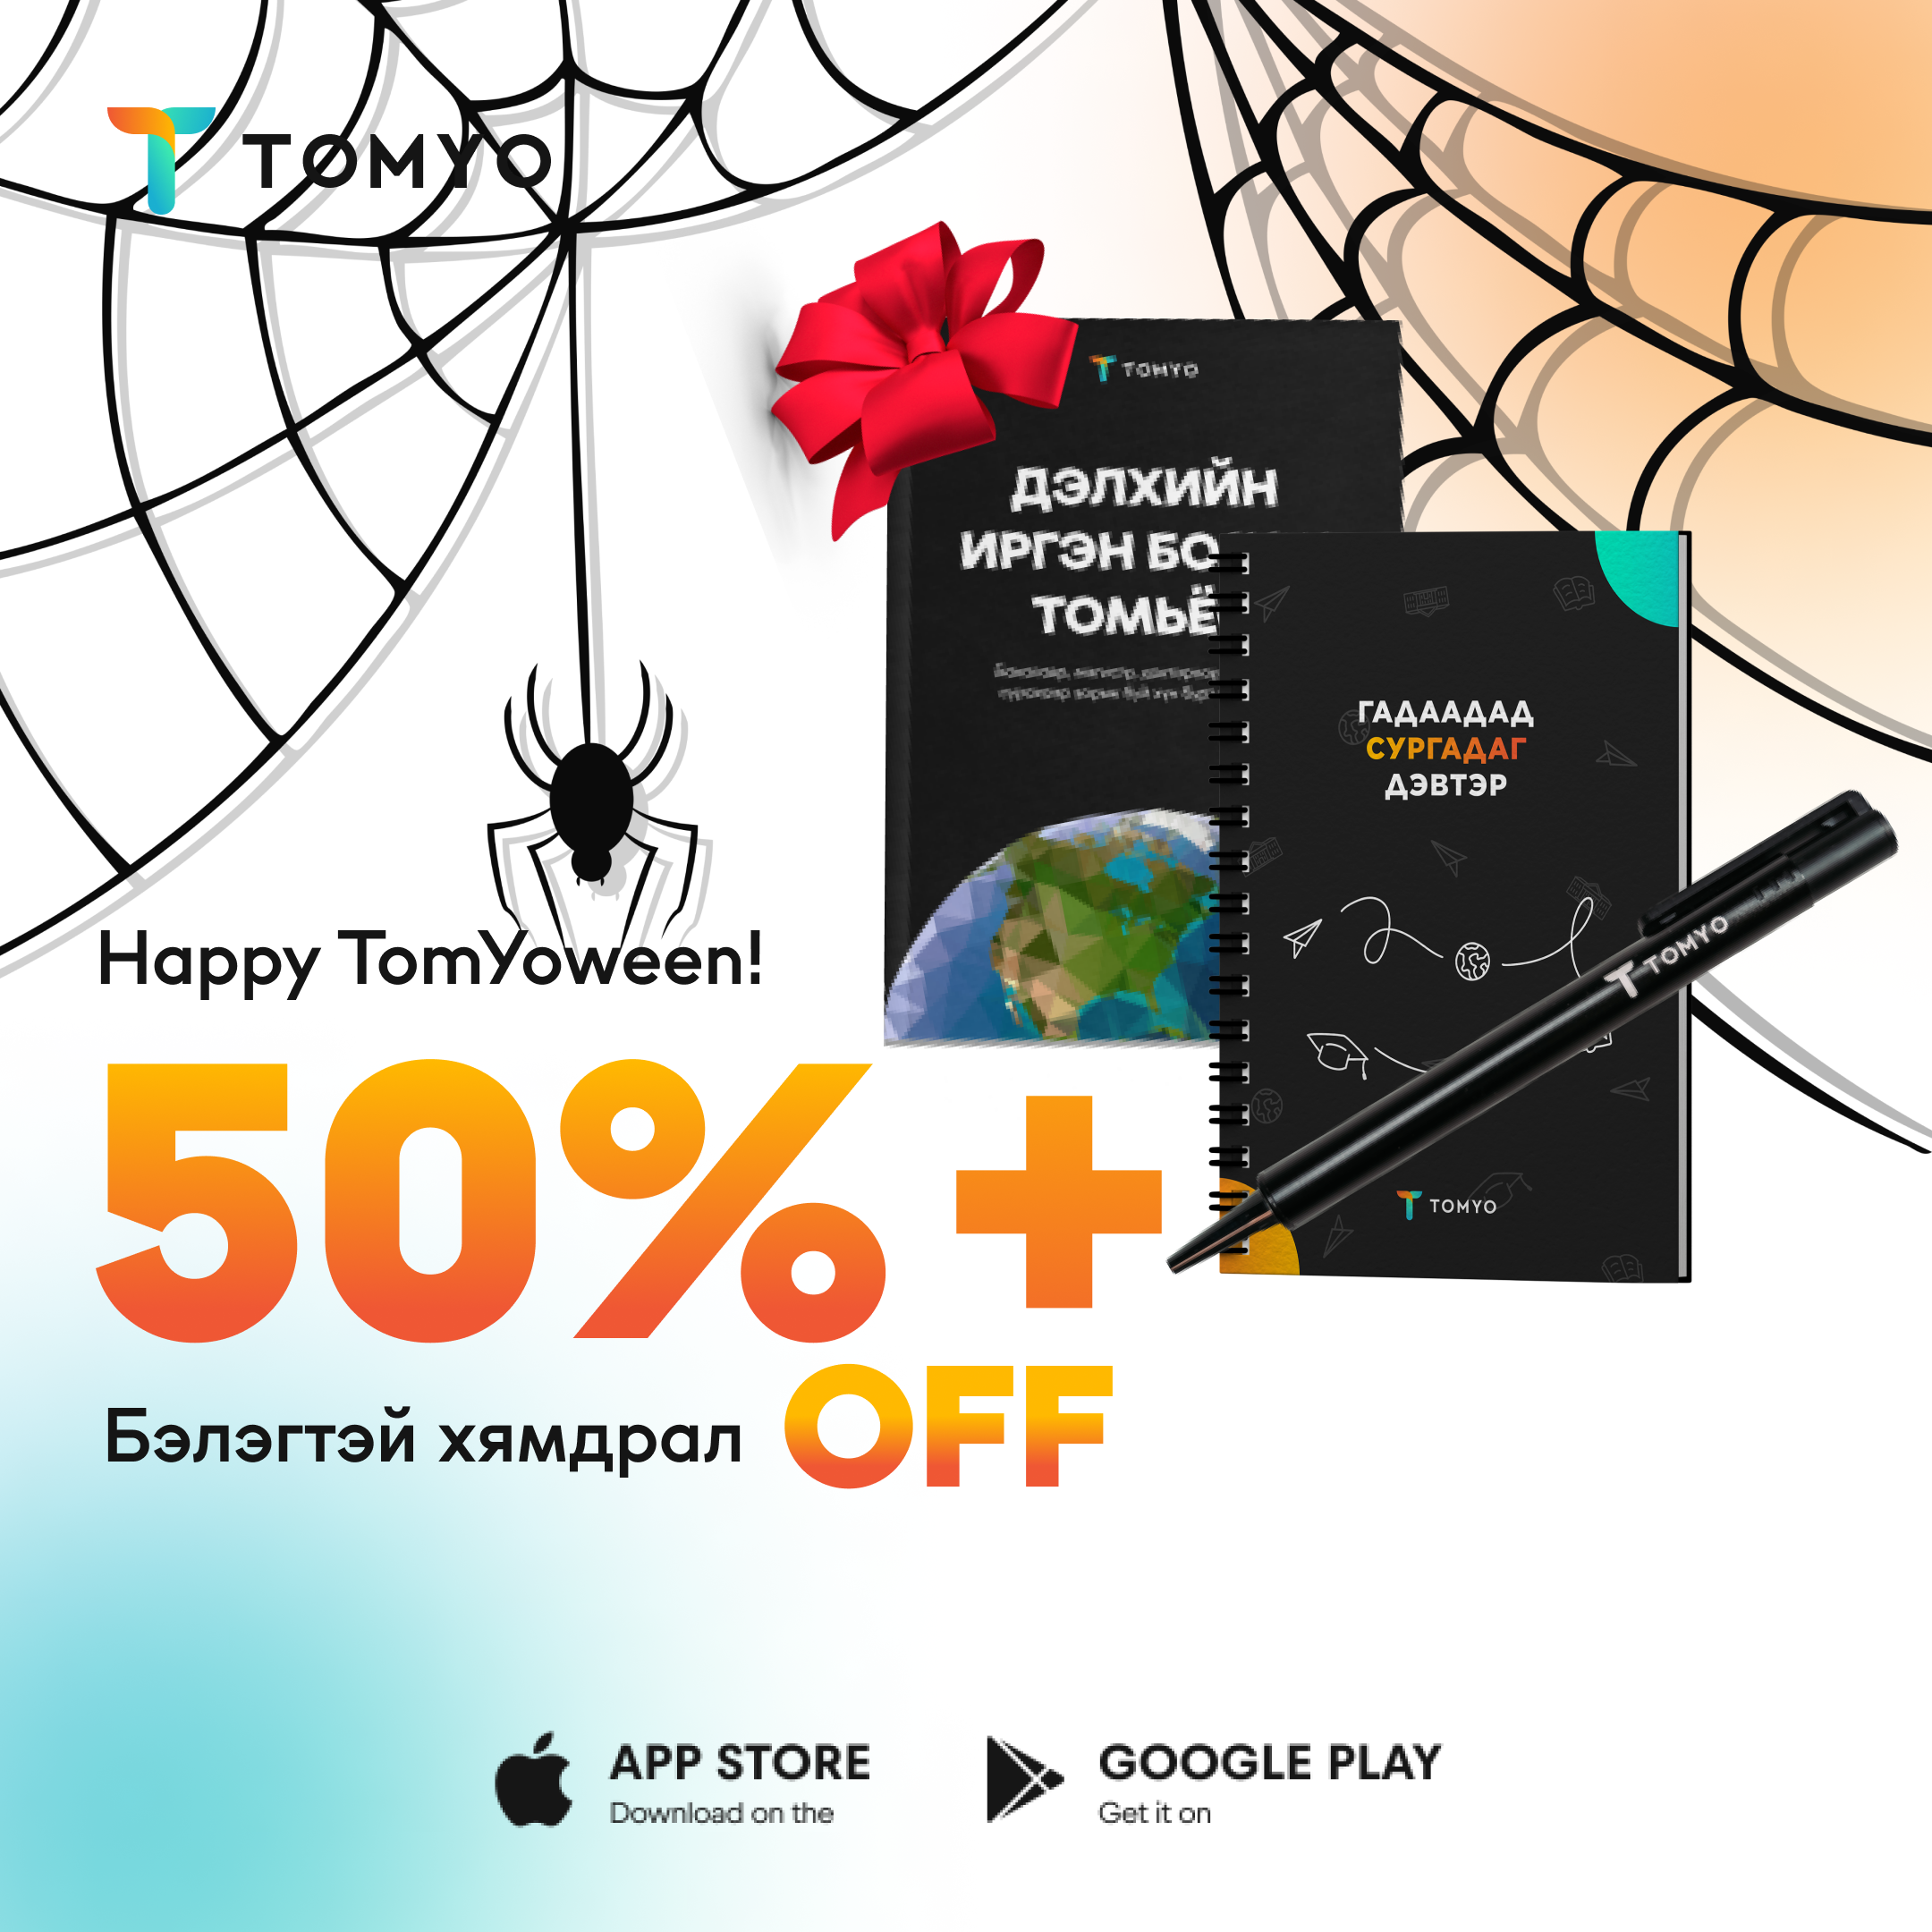 TOMYO
TOMYO
ДЭЛХИЙН
ИРГЭН БО
ТОМЬЁ
ГАДААДАД
СУРГАДАГ
ДЭВТЭР
TOMYO
TOMYO
Happy TomYoween!
50% +
Бэлэгтэй хямдрал OFF
APP STORE
Download on the
GOOGLE PLAY
Get it on